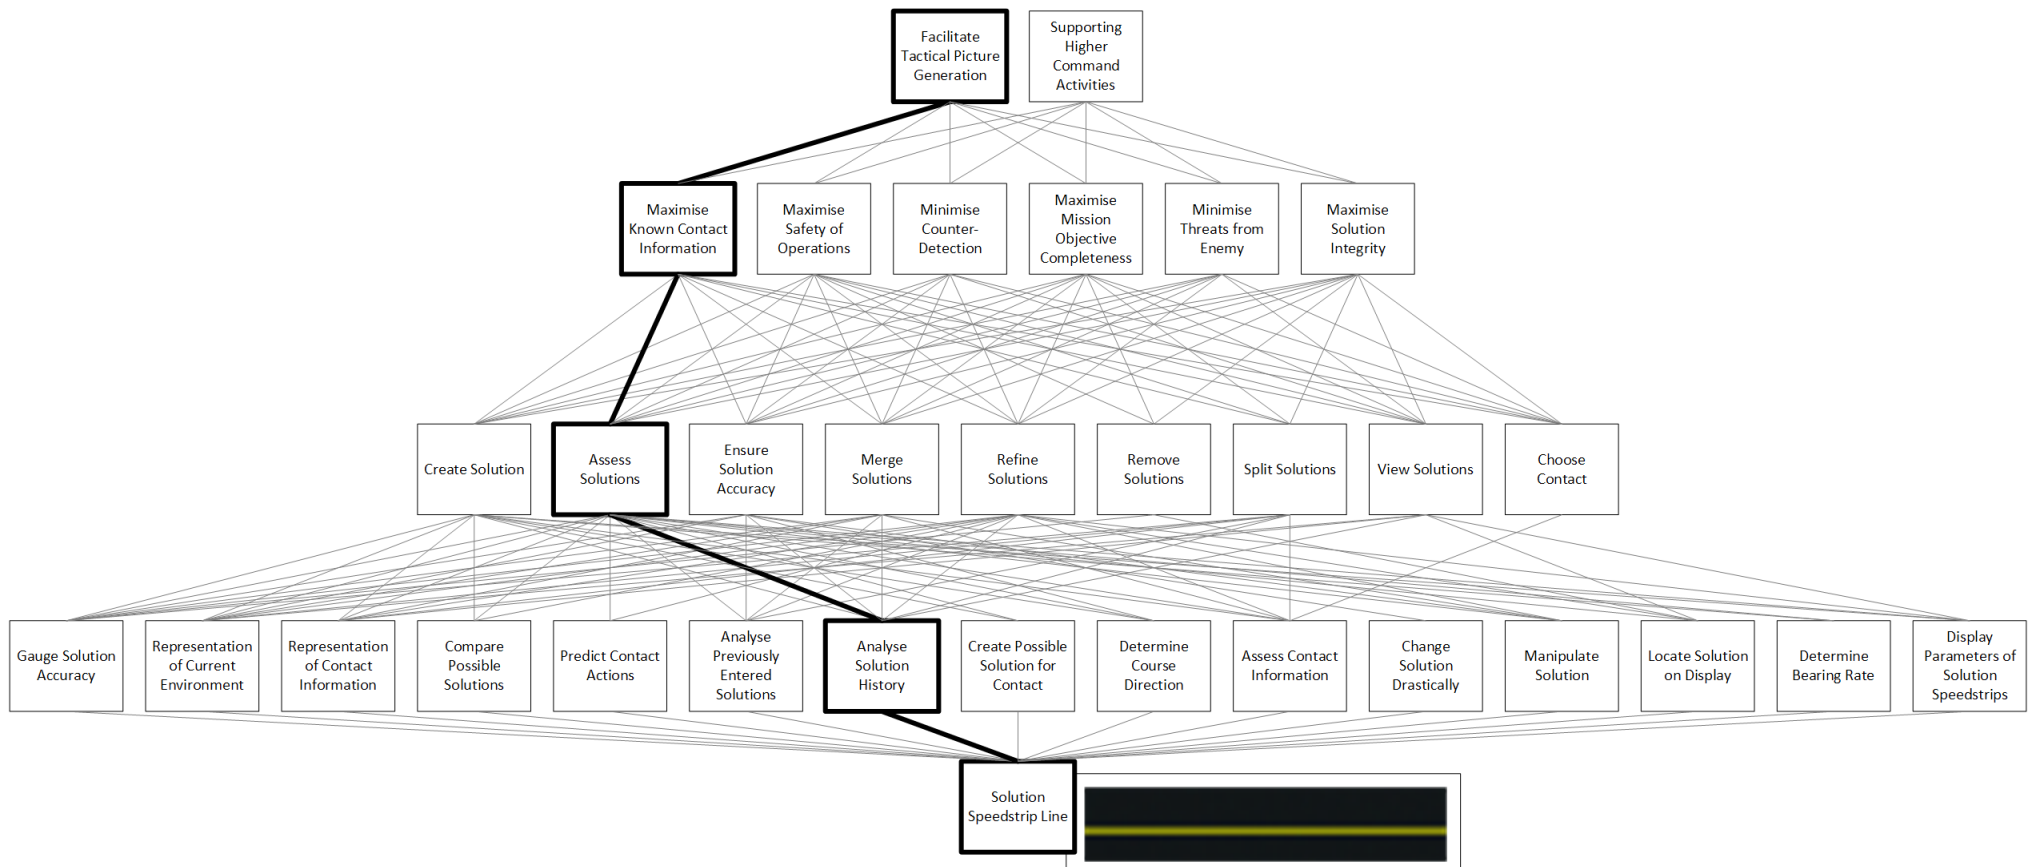 Facilitate
Tactical Picture
Generation
Supporting
Higher
Command
Activities
Maximise
Known Contact
Information
Maximise
Safety of
Operations
Minimise
Counter-
Detection
Maximise
Mission
Objective
Completeness
Minimise
Threats from
Enemy
Maximise
Solution
Integrity
Create Solution
Assess
Solutions
Ensure
Solution
Accuracy
Merge
Solutions
Refine
Solutions
Remove
Solutions
Split Solutions
View Solutions
Choose
Contact
Gauge Solution
Accuracy
Representation
of Current
Environment
Representation
of Contact
Information
Compare
Possible
Solutions
Predict Contact
Actions
Analyse
Previously
Entered
Solutions
Analyse
Solution
History
Create Possible
Solution for
Contact
Determine
Course
Direction
Assess Contact
Information
Change
Solution
Drastically
Manipulate
Solution
Locate Solution
on Display
Determine
Bearing Rate
Display
Parameters of
Solution
Speedstrips
Solution
Speedstrip Line